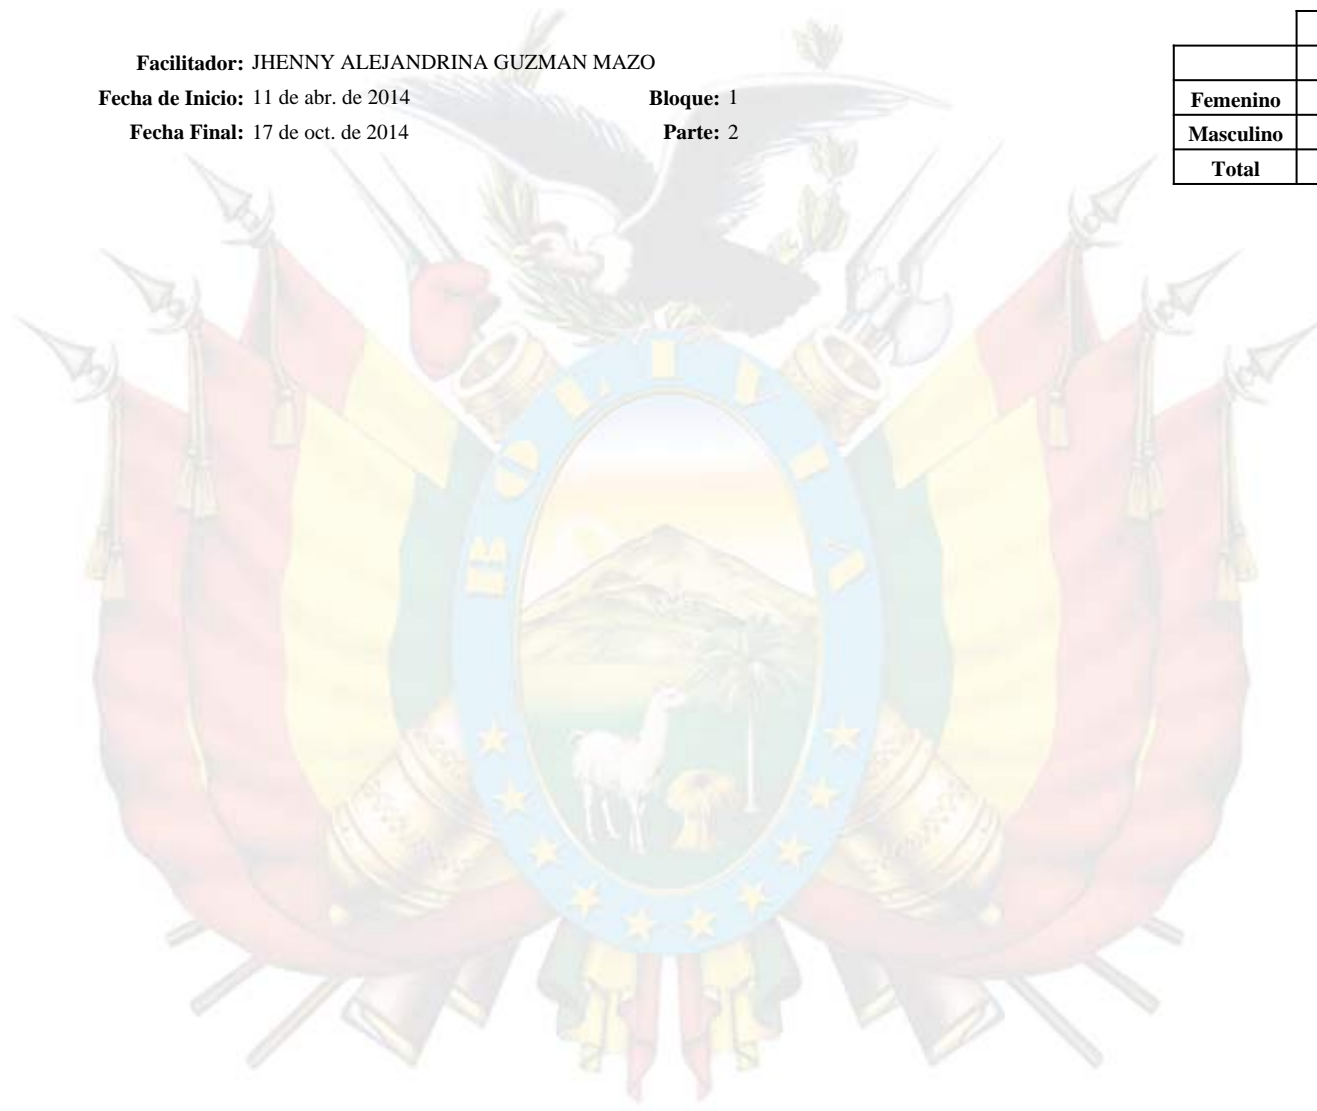 Facilitador: JHENNY ALEJANDRINA GUZMAN MAZO
Fecha de Inicio: 11 de abr. de 2014 Bloque: 1
Fecha Final: 17 de oct. de 2014 Parte: 2
Femenino
Masculino
Total
BOLIVIA